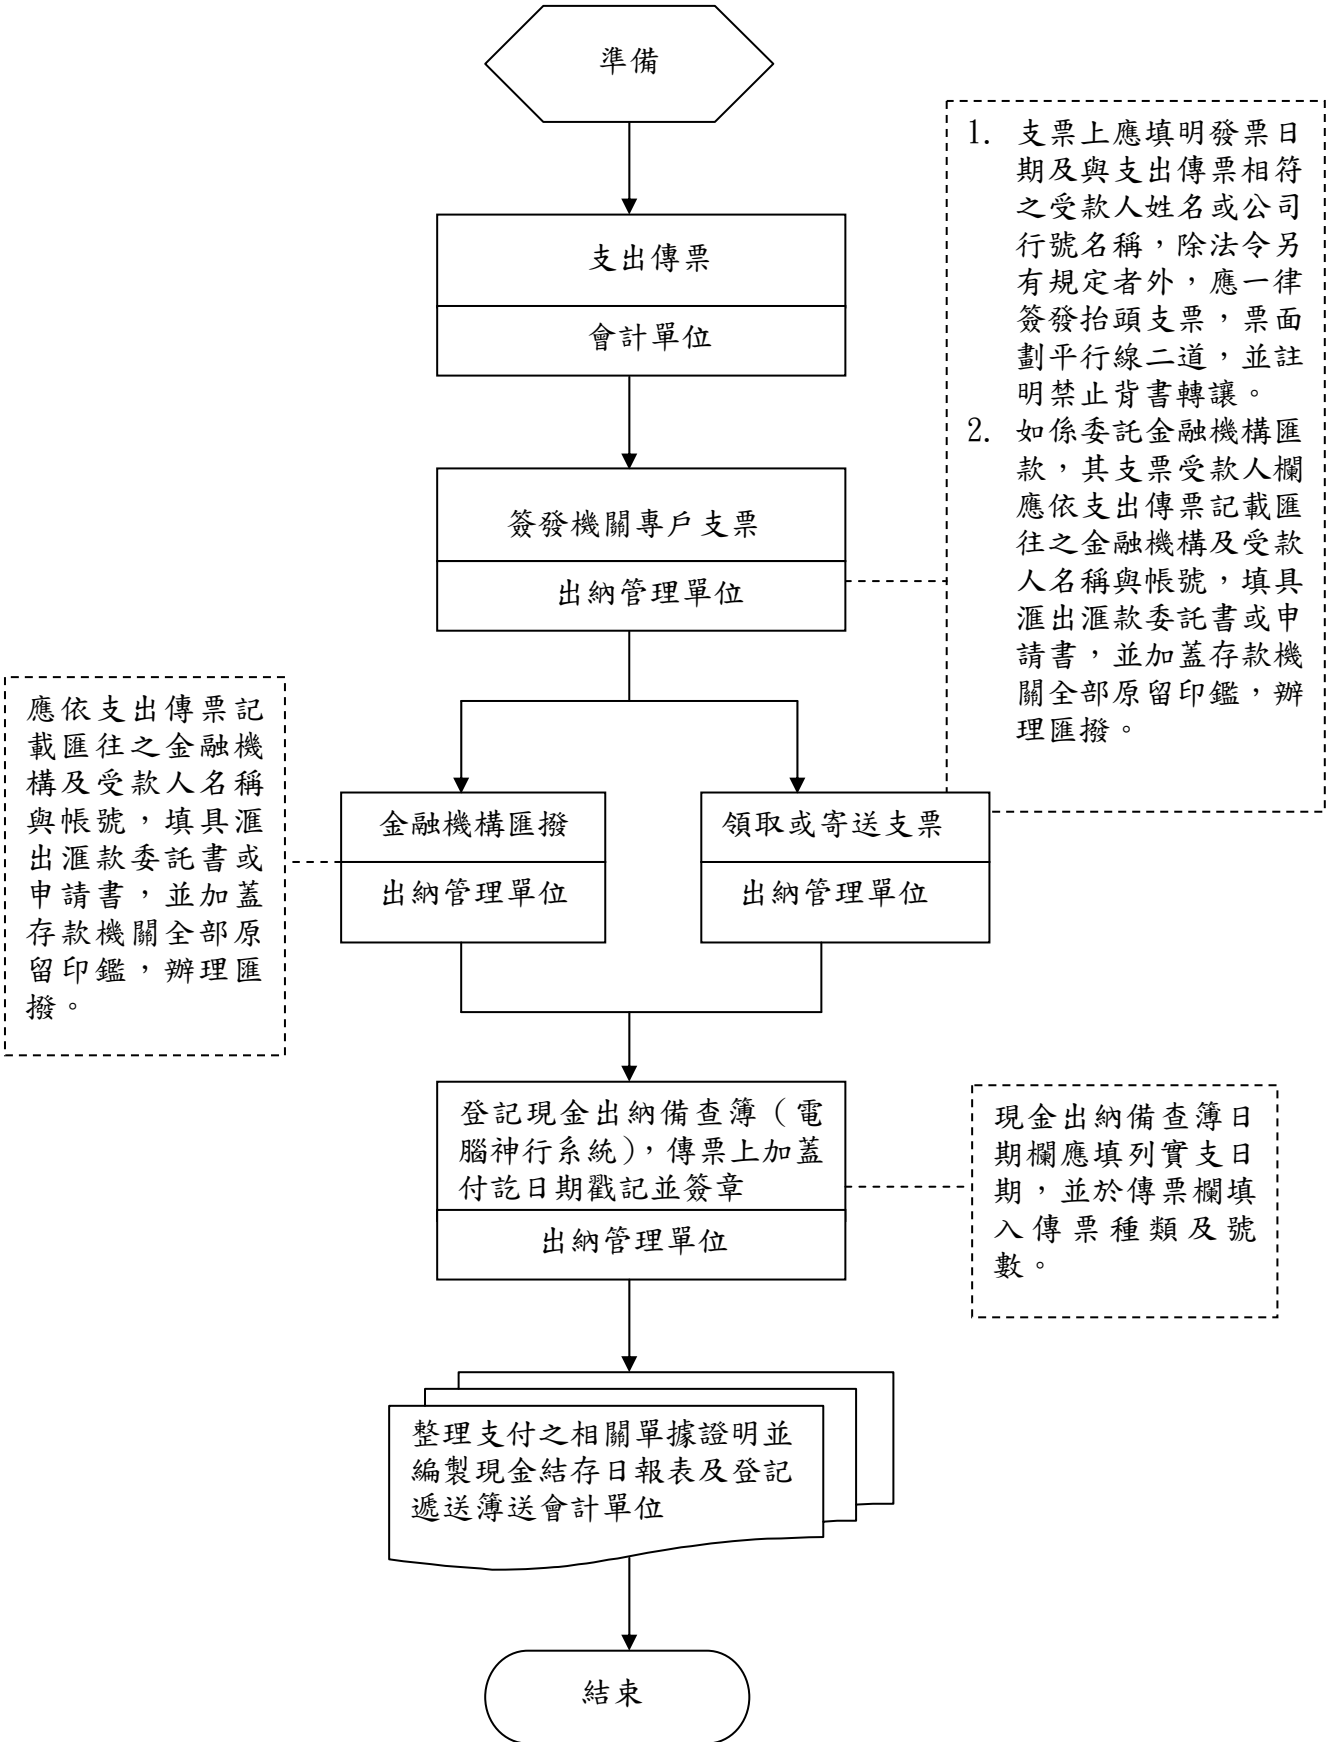 準備
1. 支票上應填明發票日
期及與支出傳票相符
之受款人姓名或公司
行號名稱，除法令另
有規定者外，應一律
簽發抬頭支票，票面
劃平行線二道，並註
明禁止背書轉讓。
2. 如係委託金融機構匯
款，其支票受款人欄
應依支出傳票記載匯
往之金融機構及受款
人名稱與帳號，填具
滙出滙款委託書或申
請書，並加蓋存款機
關全部原留印鑑，辦
理匯撥。
支出傳票
會計單位
簽發機關專戶支票
出納管理單位
應依支出傳票記
載匯往之金融機
構及受款人名稱
與帳號，填具滙
出滙款委託書或
申請書，並加蓋
存款機關全部原
留印鑑，辦理匯
撥。
金融機構匯撥
出納管理單位
領取或寄送支票
出納管理單位
登記現金出納備查簿（電
腦神行系統），傳票上加蓋
付訖日期戳記並簽章
出納管理單位
現金出納備查簿日
期欄應填列實支日
期，並於傳票欄填
入傳票種類及號
數。
整理支付之相關單據證明並
編製現金結存日報表及登記
遞送簿送會計單位
結束